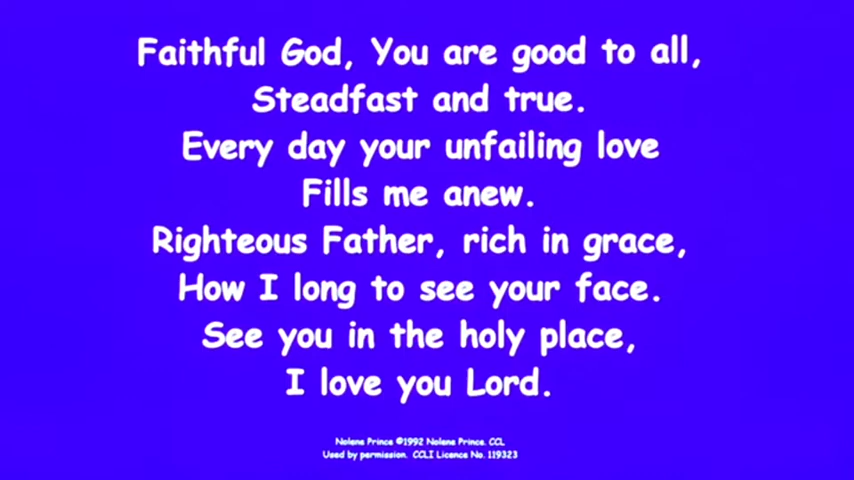 Faithful God, You are good to all,
Steadfast and true.
Every day your unfailing love
Fills me anew.
Righteous Father, rich in grace,
How I long to see your face.
See you in the holy place,
I love you Lord.
Nolene Prince ©1992 Nolene Prince. CCL
Used by permission. CCLI Licence No. 119323